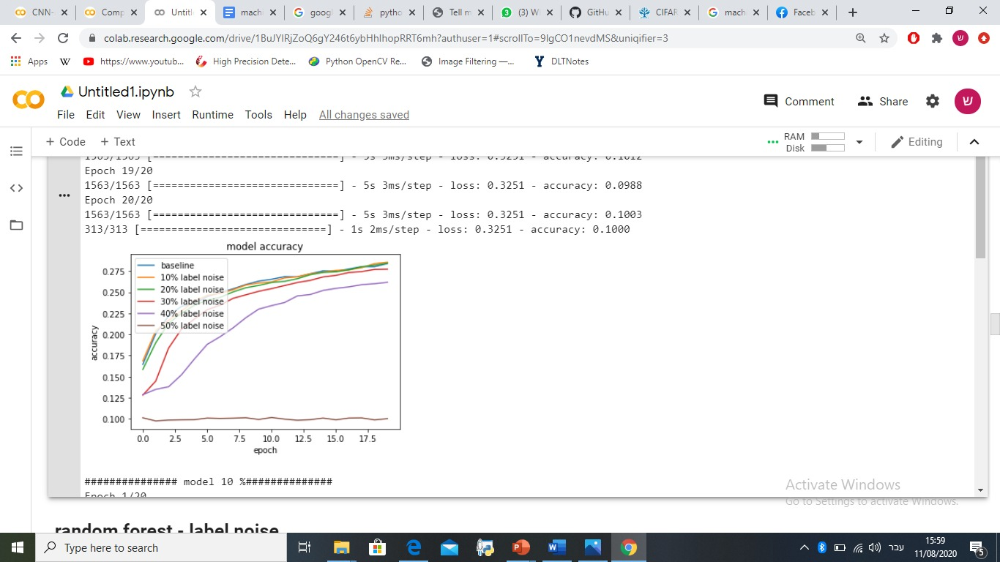 CNN-
Comp
Untitl
machi
googl
pytho
Tell m
(3) W
GitHu
CIFAR
mach
Faceb
colab.research.google.com/drive/1BuJYIRjZoQ6gY246t6ybHhIhopRRT6mh?authuser=1#scrollTo=9lgCO1nevdMS&uniqifier=3
ש
Apps
W
https://www.youtub...
High Precision Dete...
Python OpenCV Re...
Image Filtering —...
DLTNotes
Untitled1.ipynb
Comment
Share
ש
File Edit View Insert Runtime Tools Help All changes saved
+ Code + Text
RAM
Disk
Editing
1563/1563 [==============================] - 5s 3ms/step - loss: 0.3251 - accuracy: 0.1012
Epoch 19/20
1563/1563 [==============================] - 5s 3ms/step - loss: 0.3251 - accuracy: 0.0988
Epoch 20/20
1563/1563 [==============================] - 5s 3ms/step - loss: 0.3251 - accuracy: 0.1003
313/313 [==============================] - 1s 2ms/step - loss: 0.3251 - accuracy: 0.1000
model accuracy
baseline
10% label noise
20% label noise
30% label noise
40% label noise
50% label noise
0.275
0.250
0.225
0.200
0.175
0.150
0.125
0.100
accuracy
0.0 2.5 5.0 7.5 10.0 12.5 15.0 17.5
epoch
############### model 10 %##############
Epoch 1/20
random forest - label noise
Activate Windows
Go to Settings to activate Windows.
Type here to search
עבר
15:59
11/08/2020
5